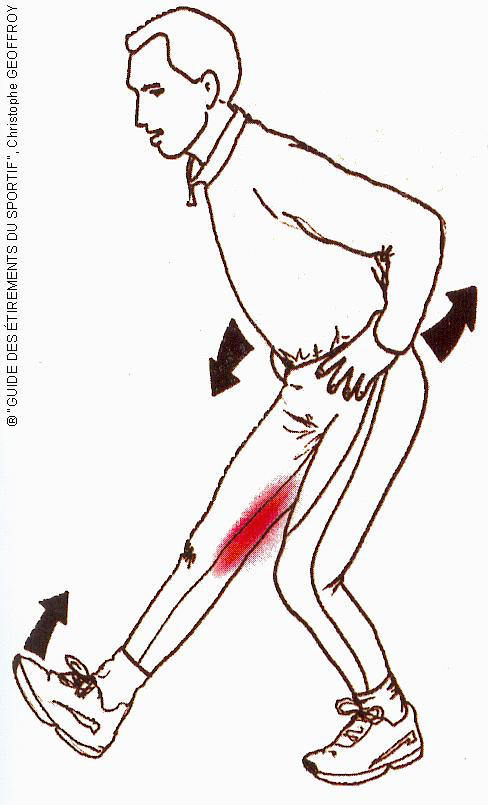 ®"GUIDE DES ÉTIREMENTS DU SPORTIF", Christophe GEOFFROY